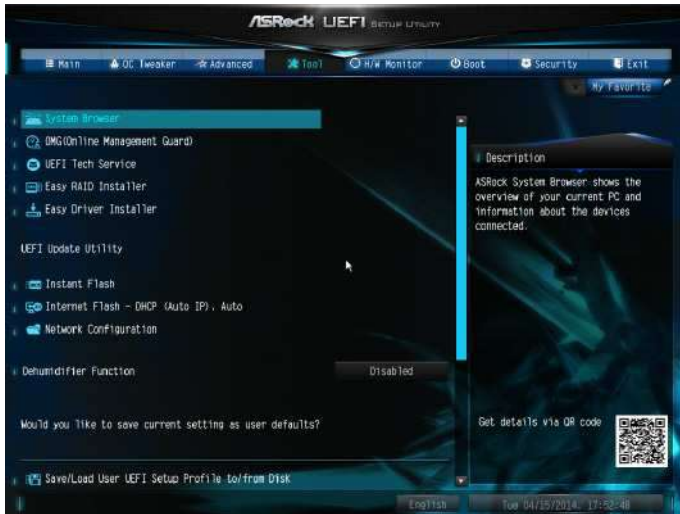 ASRock UEFI SETUP UTILITY
Main OC Tweaker Advanced Tool H/W Monitor Boot Security Exit
My Favorite
System Browser
OMG(Online Management Guard)
UEFI Tech Service
Easy RAID Installer
Easy Driver Installer
UEFI Update Utility
Instant Flash
Internet Flash - DHCP (Auto IP), Auto
Network Configuration
Dehumidifier Function Disabled
Would you like to save current setting as user defaults?
Save/Load User UEFI Setup Profile to/from Disk
Description
ASRock System Browser shows the
overview of your current PC and
information about the devices
connected.
Get details via QR code
English Tue 04/15/2014, 17:52:48